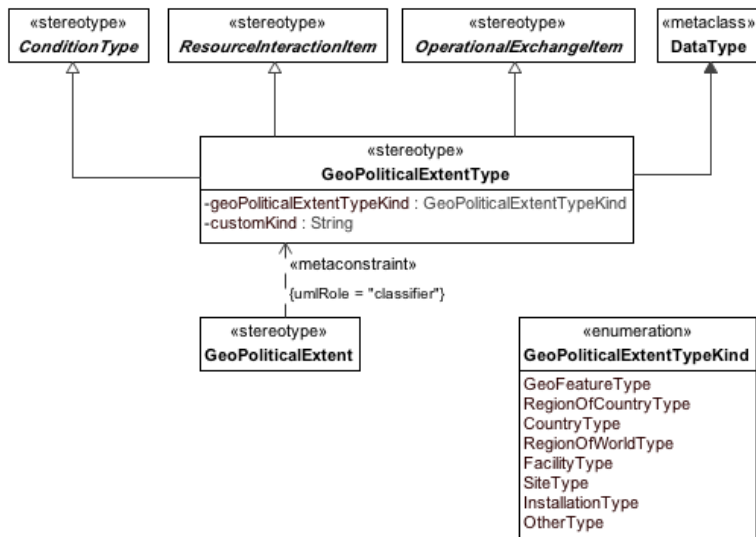 «stereotype»
ConditionType
«stereotype»
ResourceInteractionItem
«stereotype»
OperationalExchangeItem
«metaclass»
DataType
«stereotype»
GeoPoliticalExtentType
-geoPoliticalExtentTypeKind : GeoPoliticalExtentTypeKind
-customKind : String
«metaconstraint»
{umlRole = "classifier"}
«stereotype»
GeoPoliticalExtent
«enumeration»
GeoPoliticalExtentTypeKind
GeoFeatureType
RegionOfCountryType
CountryType
RegionOfWorldType
FacilityType
SiteType
InstallationType
OtherType